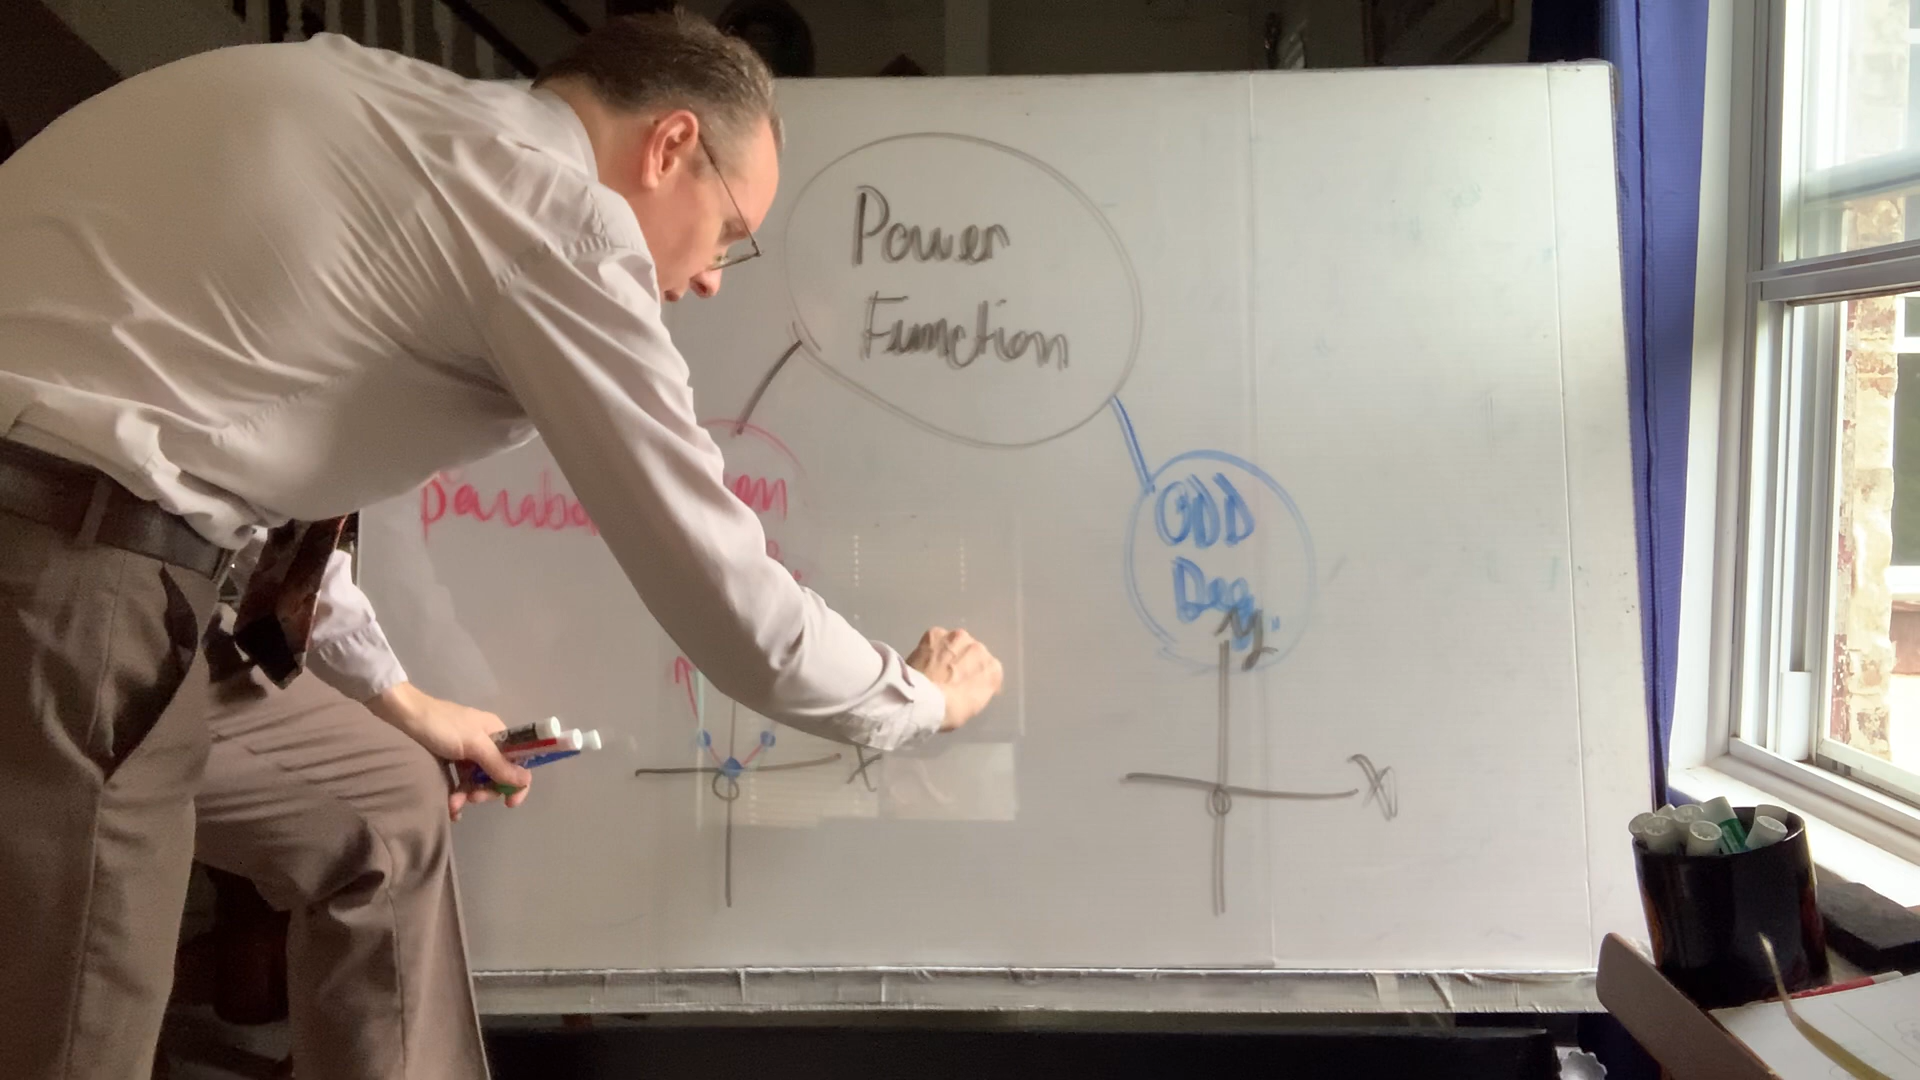 Power
Function
ODD
Deg.
y
X
X